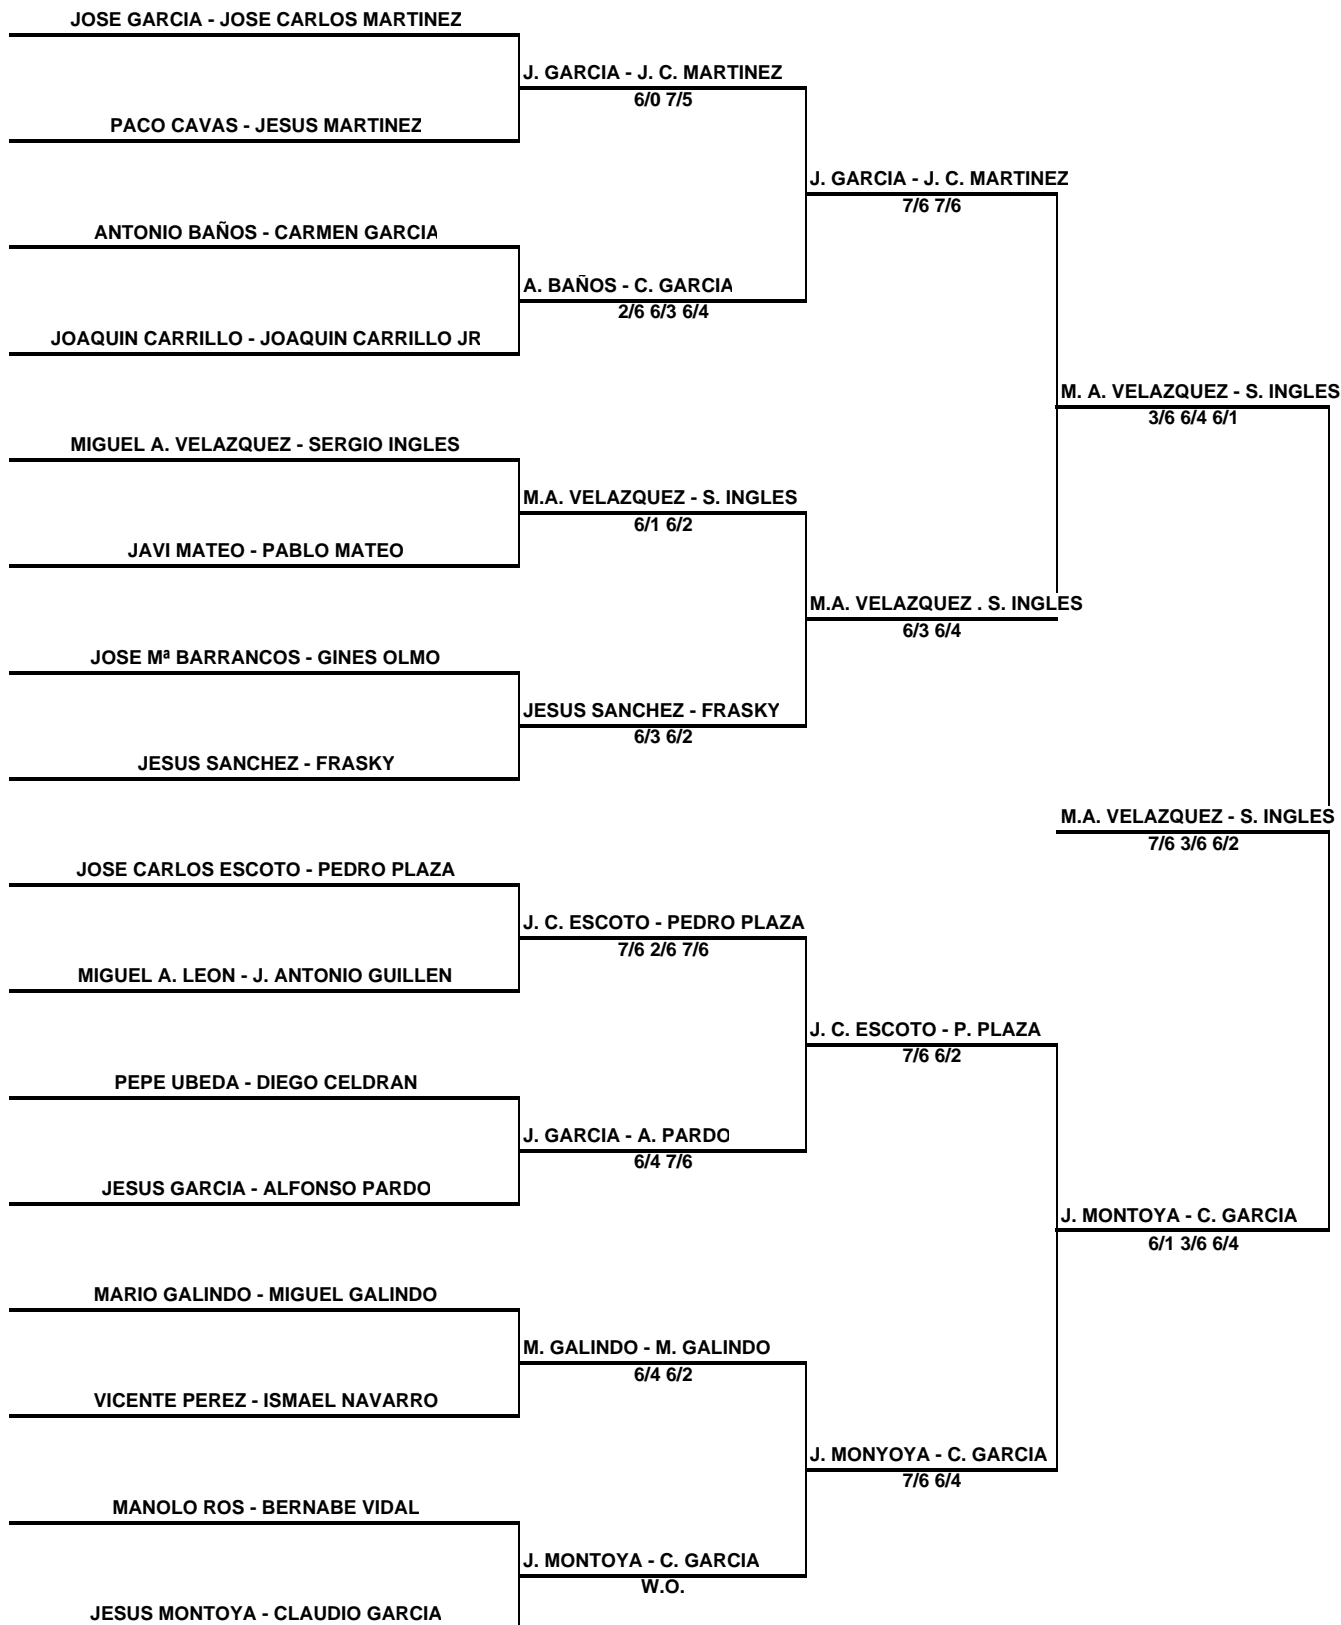 JOSE GARCIA - JOSE CARLOS MARTINEZ
J. GARCIA - J. C. MARTINEZ
6/0 7/5
PACO CAVAS - JESUS MARTINEZ
J. GARCIA - J. C. MARTINEZ
7/6 7/6
ANTONIO BAÑOS - CARMEN GARCIA
A. BAÑOS - C. GARCIA
2/6 6/3 6/4
JOAQUIN CARRILLO - JOAQUIN CARRILLO JR
M. A. VELAZQUEZ - S. INGLES
3/6 6/4 6/1
MIGUEL A. VELAZQUEZ - SERGIO INGLES
M.A. VELAZQUEZ - S. INGLES
6/1 6/2
JAVI MATEO - PABLO MATEO
M.A. VELAZQUEZ . S. INGLES
6/3 6/4
JOSE Mª BARRANCOS - GINES OLMO
JESUS SANCHEZ - FRASKY
6/3 6/2
JESUS SANCHEZ - FRASKY
M.A. VELAZQUEZ - S. INGLES
7/6 3/6 6/2
JOSE CARLOS ESCOTO - PEDRO PLAZA
J. C. ESCOTO - PEDRO PLAZA
7/6 2/6 7/6
MIGUEL A. LEON - J. ANTONIO GUILLEN
J. C. ESCOTO - P. PLAZA
7/6 6/2
PEPE UBEDA - DIEGO CELDRAN
J. GARCIA - A. PARDO
6/4 7/6
JESUS GARCIA - ALFONSO PARDO
J. MONTOYA - C. GARCIA
6/1 3/6 6/4
MARIO GALINDO - MIGUEL GALINDO
M. GALINDO - M. GALINDO
6/4 6/2
VICENTE PEREZ - ISMAEL NAVARRO
J. MONYOYA - C. GARCIA
7/6 6/4
MANOLO ROS - BERNABE VIDAL
J. MONTOYA - C. GARCIA
W.O.
JESUS MONTOYA - CLAUDIO GARCIA